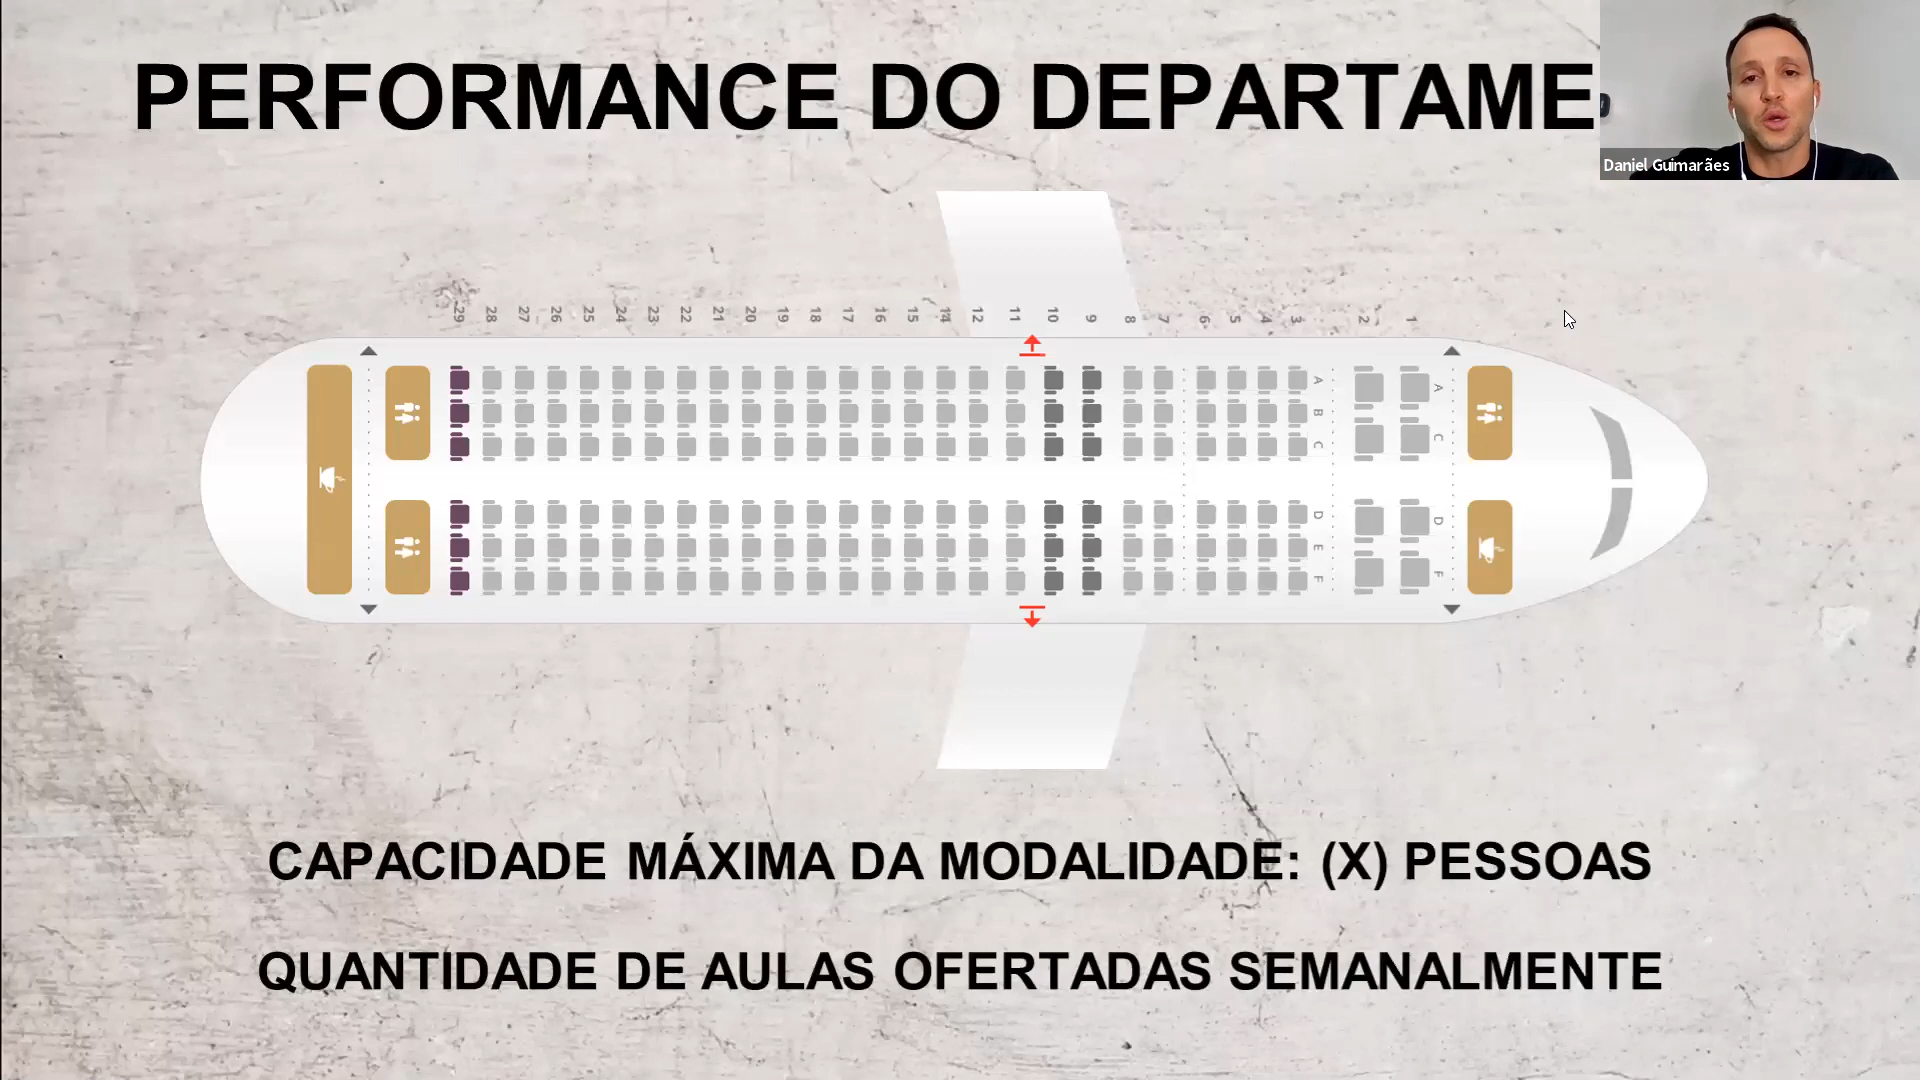 PERFORMANCE DO DEPARTAME
Daniel Guimarães
29 28 27 26 25 24 23 22 21 20 19 18 17 16 15 14 12 11 10 9 8 7 6 5 4 3 2 1
A A
B
C C
D D
E
F F
CAPACIDADE MÁXIMA DA MODALIDADE: (X) PESSOAS
QUANTIDADE DE AULAS OFERTADAS SEMANALMENTE